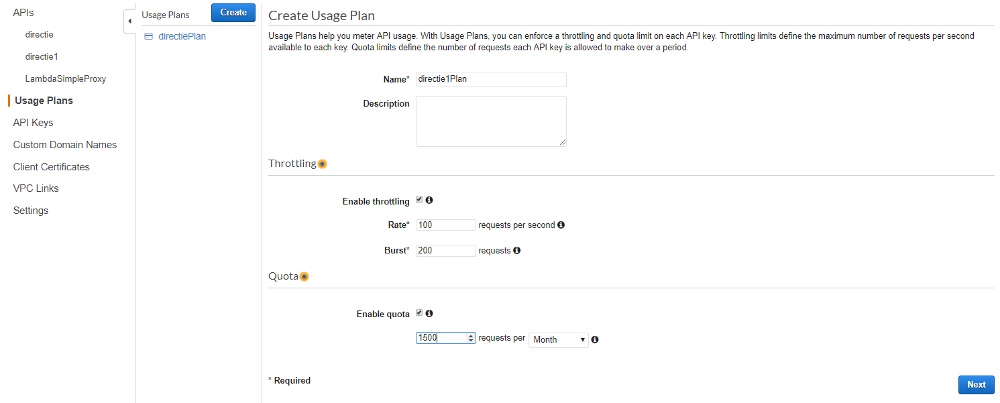 APIs
directie
directie1
LambdaSimpleProxy
Usage Plans
API Keys
Custom Domain Names
Client Certificates
VPC Links
Settings
Usage Plans
Create
directiePlan
Create Usage Plan
Usage Plans help you meter API usage. With Usage Plans, you can enforce a throttling and quota limit on each API key. Throttling limits define the maximum number of requests per second
available to each key. Quota limits define the number of requests each API key is allowed to make over a period.
Name* directie1Plan
Description
Throttling
Enable throttling
Rate* 100 requests per second
Burst* 200 requests
Quota
Enable quota
1500 requests per Month
* Required
Next